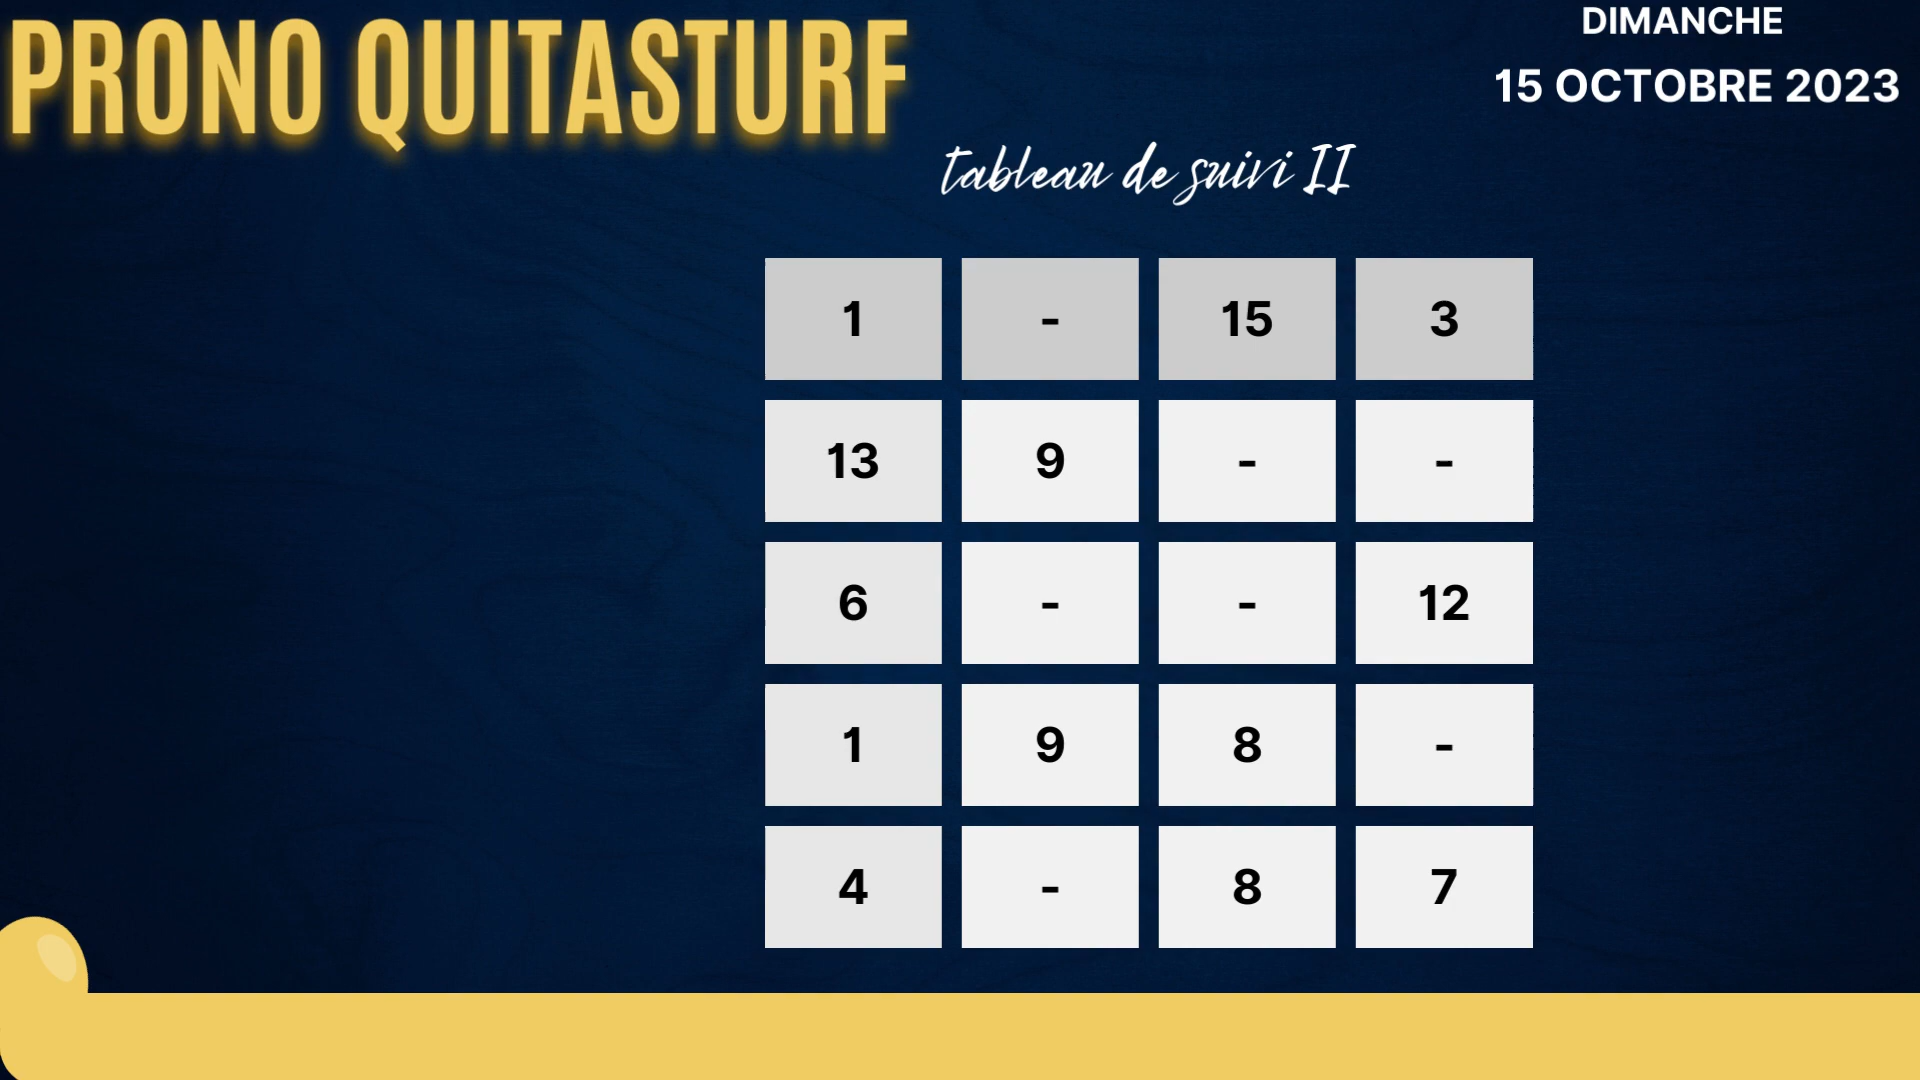 PRONO QUITASTURF
DIMANCHE
15 OCTOBRE 2023
tableau de suivi II
1 - 15 3
13 9 - -
6 - - 12
1 9 8 -
4 - 8 7